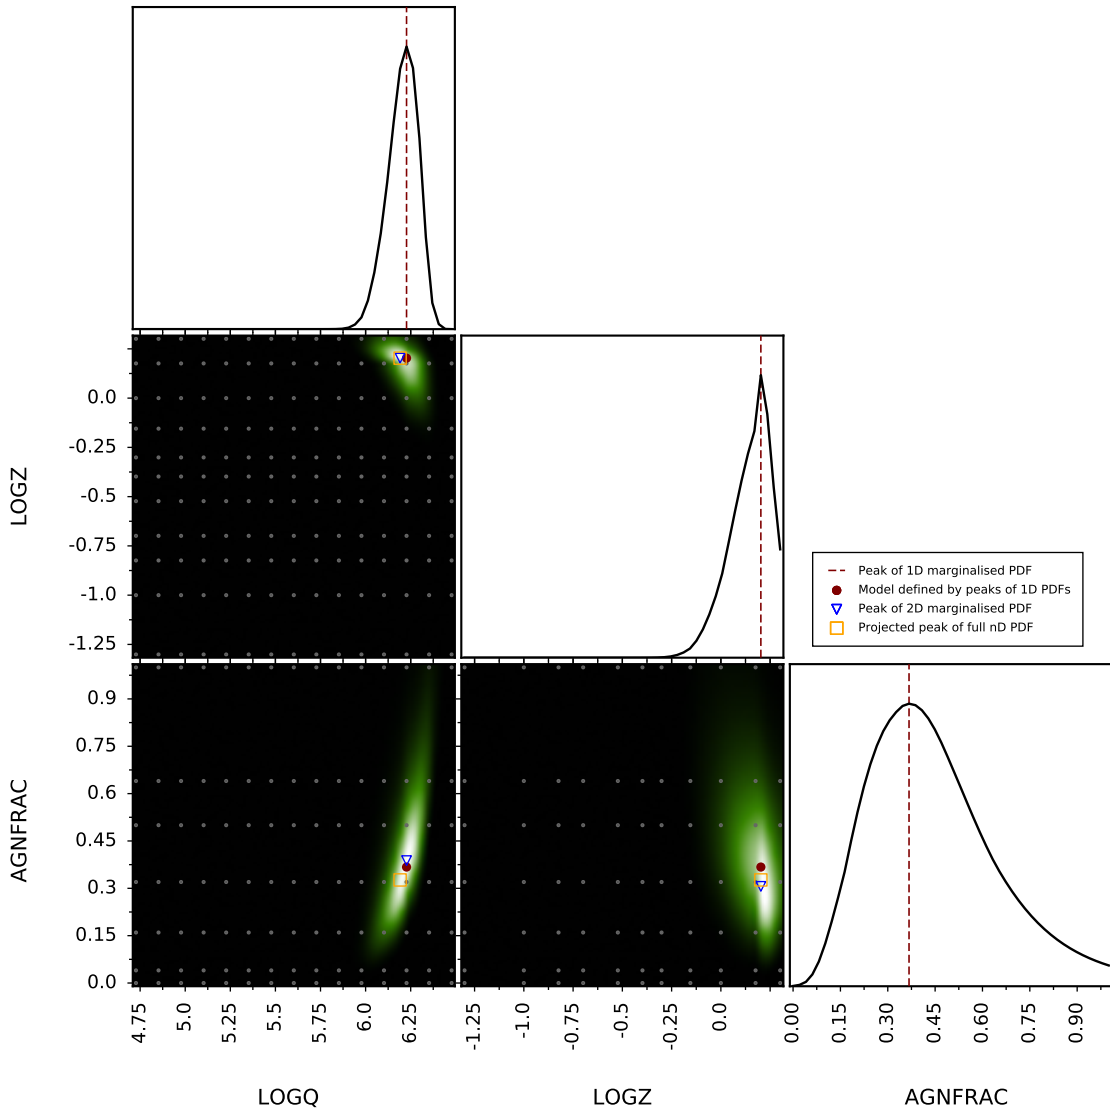 LOGZ
0.0
-0.25
-0.5
-0.75
-1.0
-1.25
Peak of 1D marginalised PDF
Model defined by peaks of 1D PDFs
Peak of 2D marginalised PDF
Projected peak of full nD PDF
AGNFRAC
0.9
0.75
0.6
0.45
0.3
0.15
0.0
4.75 5.0 5.25 5.5 5.75 6.0 6.25 -1.25 -1.0 -0.75 -0.5 -0.25 0.0 0.00 0.15 0.30 0.45 0.60 0.75 0.90
LOGQ LOGZ AGNFRAC